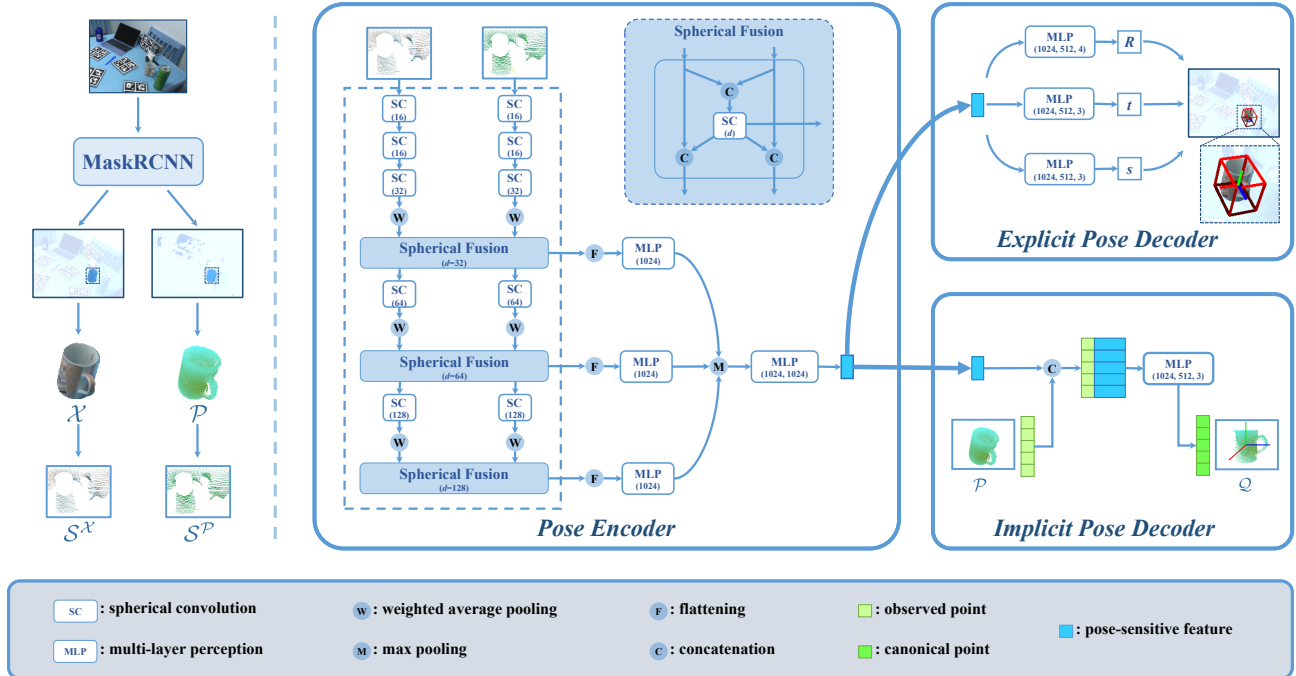 MaskRCNN
𝒳
𝒫
𝒮^𝒳
𝒮^𝒫
SC
(16)
SC
(16)
SC
(16)
SC
(16)
SC
(32)
SC
(32)
W
W
Spherical Fusion
(d=32)
F
MLP
(1024)
SC
(64)
SC
(64)
W
W
Spherical Fusion
(d=64)
F
MLP
(1024)
M
MLP
(1024, 1024)
SC
(128)
SC
(128)
W
W
Spherical Fusion
(d=128)
F
MLP
(1024)
Spherical Fusion
C
SC
(d)
C
C
Pose Encoder
MLP
(1024, 512, 4)
R
MLP
(1024, 512, 3)
t
MLP
(1024, 512, 3)
s
Explicit Pose Decoder
C
MLP
(1024, 512, 3)
𝒫
𝒬
Implicit Pose Decoder
SC : spherical convolution
W : weighted average pooling
F : flattening
: observed point
: pose-sensitive feature
MLP : multi-layer perception
M : max pooling
C : concatenation
: canonical point